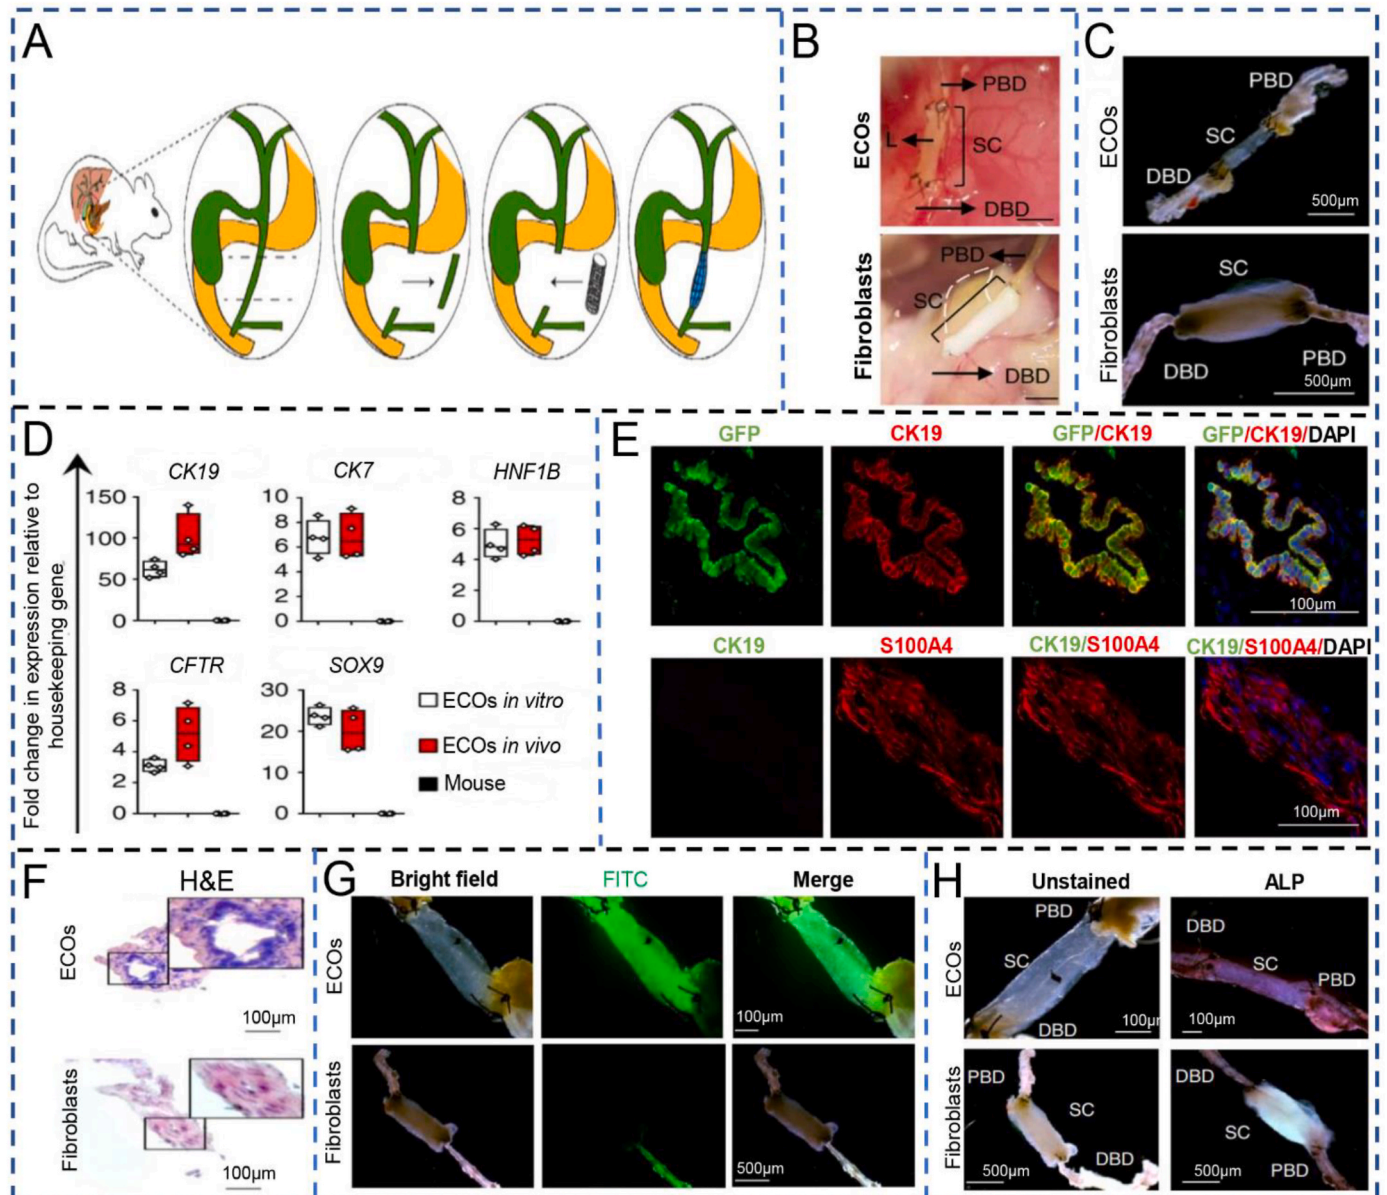 A
B
ECOs
PBD
L
SC
DBD
Fibroblasts
PBD
SC
DBD
C
ECOs
PBD
SC
DBD
500µm
Fibroblasts
SC
DBD
PBD
500µm
D
Fold change in expression relative to
housekeeping gene
CK19
150
100
50
0
CK7
10
8
6
4
2
0
HNF1B
8
6
4
2
0
CFTR
8
6
4
2
0
SOX9
30
20
10
0
ECOs in vitro
ECOs in vivo
Mouse
E
GFP
CK19
GFP/CK19
GFP/CK19/DAPI
100µm
CK19
S100A4
CK19/S100A4
CK19/S100A4/DAPI
100µm
F
H&E
ECOs
100µm
Fibroblasts
100µm
G
Bright field
FITC
Merge
ECOs
100µm
Fibroblasts
500µm
H
Unstained
ALP
ECOs
PBD
SC
DBD
100µm
DBD
SC
PBD
100µm
Fibroblasts
PBD
SC
DBD
500µm
DBD
SC
PBD
500µm